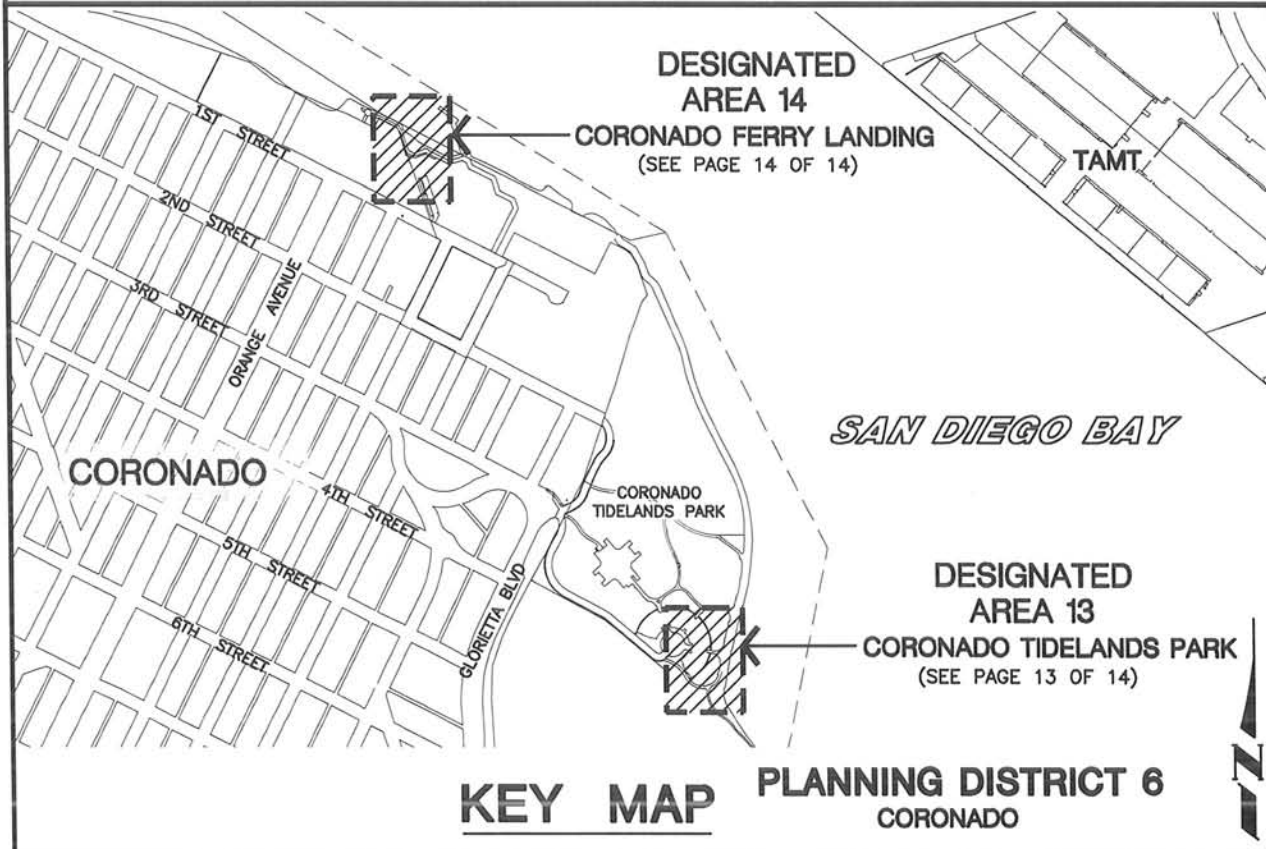 DESIGNATED
AREA 14
CORONADO FERRY LANDING
(SEE PAGE 14 OF 14)
TAMT
1ST STREET
2ND STREET
3RD STREET
ORANGE AVENUE
SAN DIEGO BAY
CORONADO
4TH STREET
CORONADO
TIDELANDS PARK
5TH STREET
6TH STREET
GLORIETTA BLVD
DESIGNATED
AREA 13
CORONADO TIDELANDS PARK
(SEE PAGE 13 OF 14)
N
KEY MAP
PLANNING DISTRICT 6
CORONADO